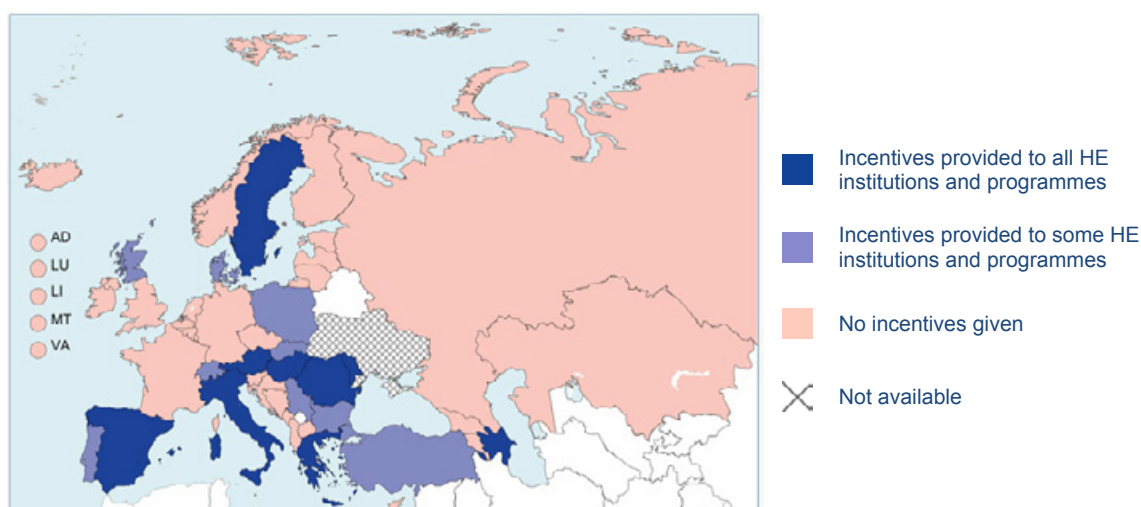 AD
LU
LI
MT
VA
Incentives provided to all HE
institutions and programmes
Incentives provided to some HE
institutions and programmes
No incentives given
Not available